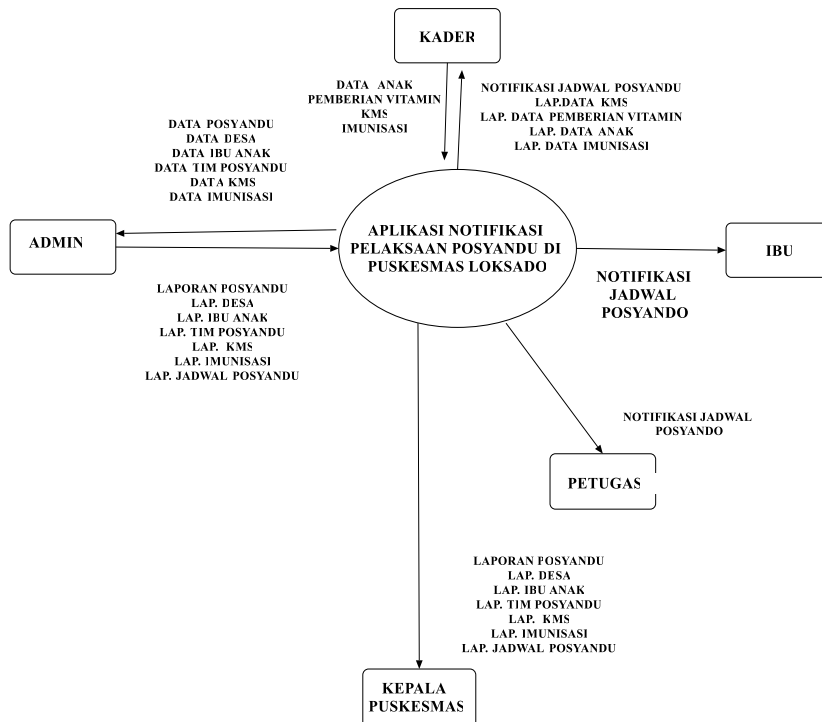 KADER
DATA ANAK
PEMBERIAN VITAMIN
KMS
IMUNISASI
NOTIFIKASI JADWAL POSYANDU
LAP.DATA KMS
LAP. DATA PEMBERIAN VITAMIN
LAP. DATA ANAK
LAP. DATA IMUNISASI
DATA POSYANDU
DATA DESA
DATA IBU ANAK
DATA TIM POSYANDU
DATA KMS
DATA IMUNISASI
ADMIN
APLIKASI NOTIFIKASI
PELAKSAAN POSYANDU DI
PUSKESMAS LOKSADO
IBU
NOTIFIKASI
JADWAL
POSYANDO
LAPORAN POSYANDU
LAP. DESA
LAP. IBU ANAK
LAP. TIM POSYANDU
LAP. KMS
LAP. IMUNISASI
LAP. JADWAL POSYANDU
NOTIFIKASI JADWAL
POSYANDO
PETUGAS
LAPORAN POSYANDU
LAP. DESA
LAP. IBU ANAK
LAP. TIM POSYANDU
LAP. KMS
LAP. IMUNISASI
LAP. JADWAL POSYANDU
KEPALA
PUSKESMAS